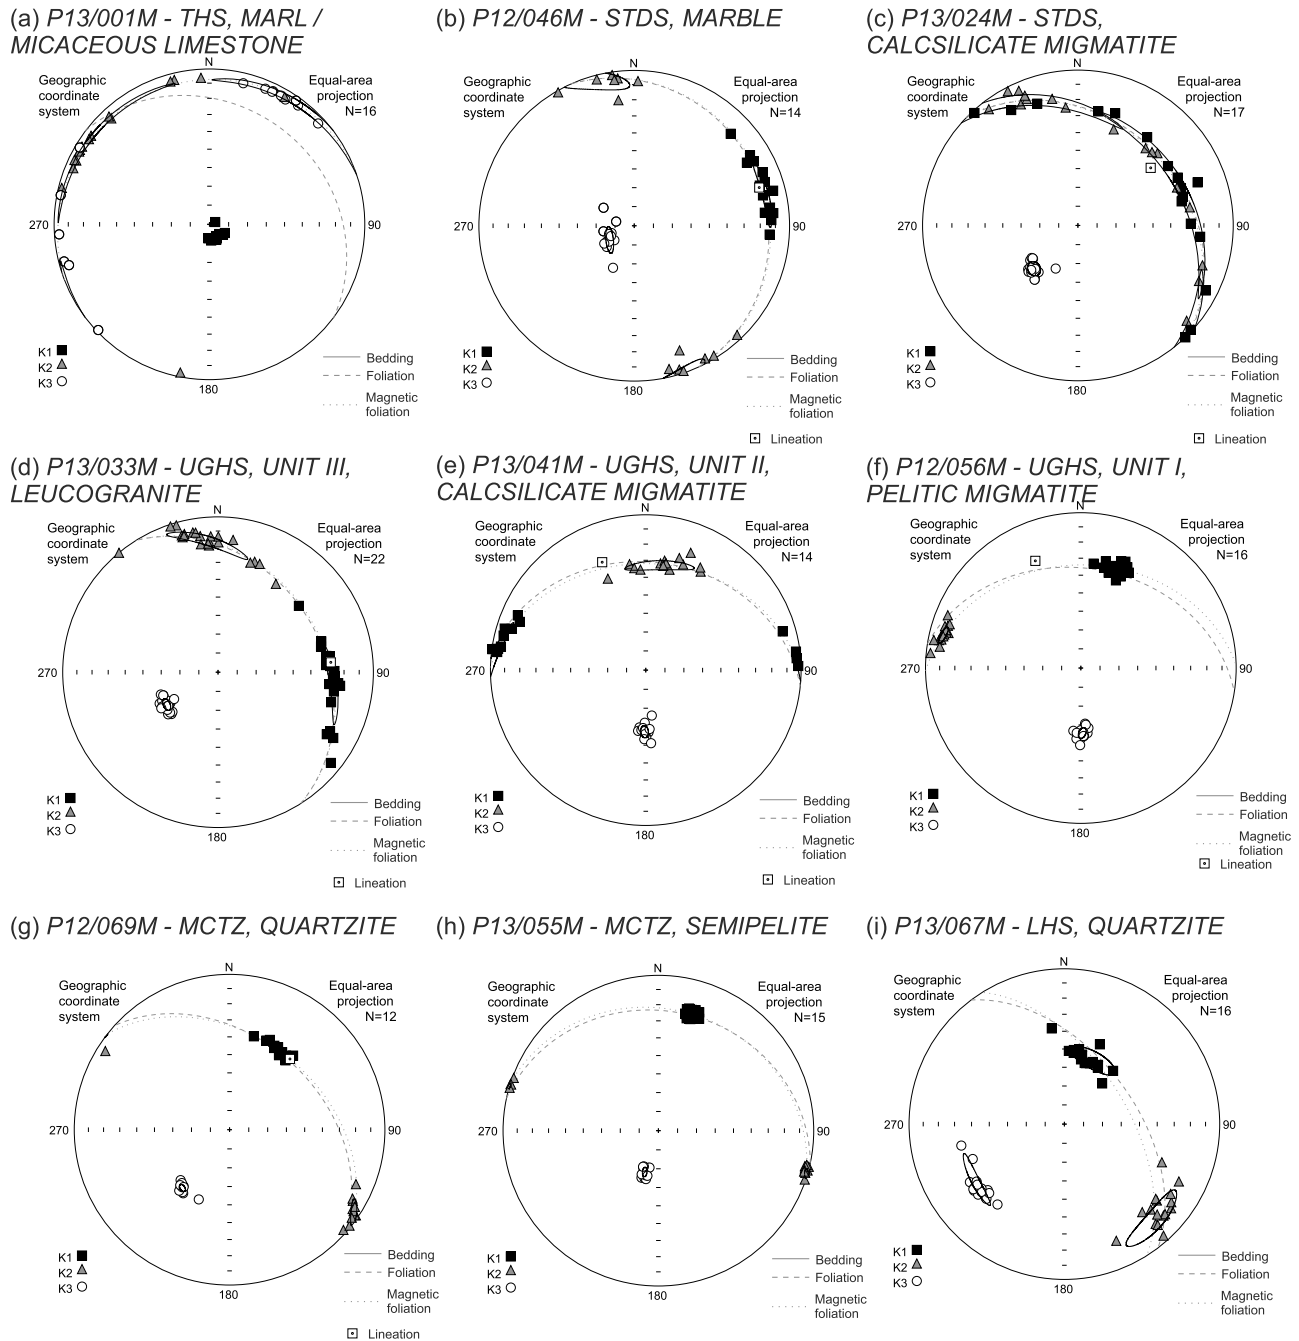 (a) P13/001M - THS, MARL /
MICACEOUS LIMESTONE
Geographic
coordinate
system
N
Equal-area
projection
N=16
270
90
180
K1
K2
K3
Bedding
Foliation
Magnetic
foliation
(b) P12/046M - STDS, MARBLE
Geographic
coordinate
system
N
Equal-area
projection
N=14
270
90
180
K1
K2
K3
Bedding
Foliation
Magnetic
foliation
Lineation
(c) P13/024M - STDS,
CALCSILICATE MIGMATITE
Geographic
coordinate
system
N
Equal-area
projection
N=17
270
90
180
K1
K2
K3
Bedding
Foliation
Magnetic
foliation
Lineation
(d) P13/033M - UGHS, UNIT III,
LEUCOGRANITE
Geographic
coordinate
system
N
Equal-area
projection
N=22
270
90
180
K1
K2
K3
Bedding
Foliation
Magnetic
foliation
Lineation
(e) P13/041M - UGHS, UNIT II,
CALCSILICATE MIGMATITE
Geographic
coordinate
system
N
Equal-area
projection
N=14
270
90
180
K1
K2
K3
Bedding
Foliation
Magnetic
foliation
Lineation
(f) P12/056M - UGHS, UNIT I,
PELITIC MIGMATITE
Geographic
coordinate
system
N
Equal-area
projection
N=16
270
90
180
K1
K2
K3
Bedding
Foliation
Magnetic
foliation
Lineation
(g) P12/069M - MCTZ, QUARTZITE
Geographic
coordinate
system
N
Equal-area
projection
N=12
270
90
180
K1
K2
K3
Bedding
Foliation
Magnetic
foliation
Lineation
(h) P13/055M - MCTZ, SEMIPELITE
Geographic
coordinate
system
N
Equal-area
projection
N=15
270
90
180
K1
K2
K3
Bedding
Foliation
Magnetic
foliation
(i) P13/067M - LHS, QUARTZITE
Geographic
coordinate
system
N
Equal-area
projection
N=16
270
90
180
K1
K2
K3
Bedding
Foliation
Magnetic
foliation